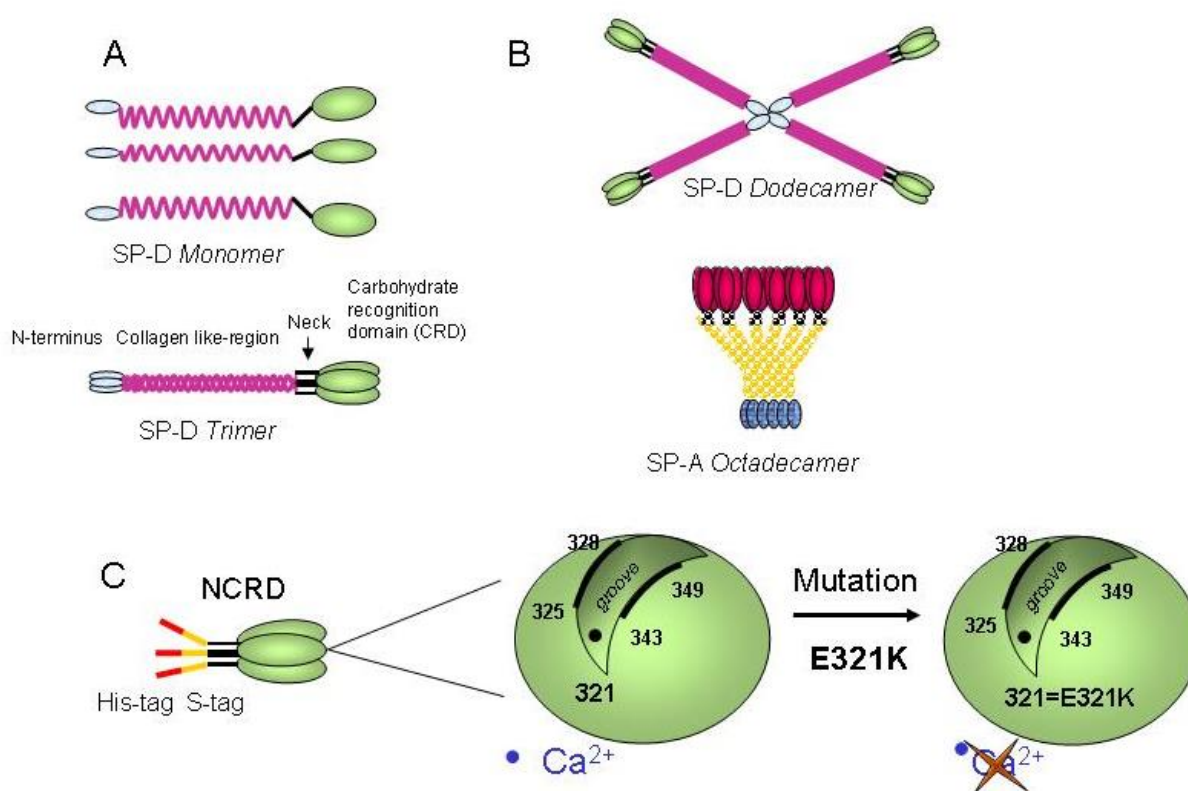 A
SP-D Monomer
N-terminus Collagen like-region Neck Carbohydrate
recognition
domain (CRD)
SP-D Trimer
B
SP-D Dodecamer
SP-A Octadecamer
C
NCRD
His-tag S-tag
328
groove
349
325
343
321
Ca²⁺
Mutation
E321K
328
groove
349
325
343
321=E321K
Ca²⁺